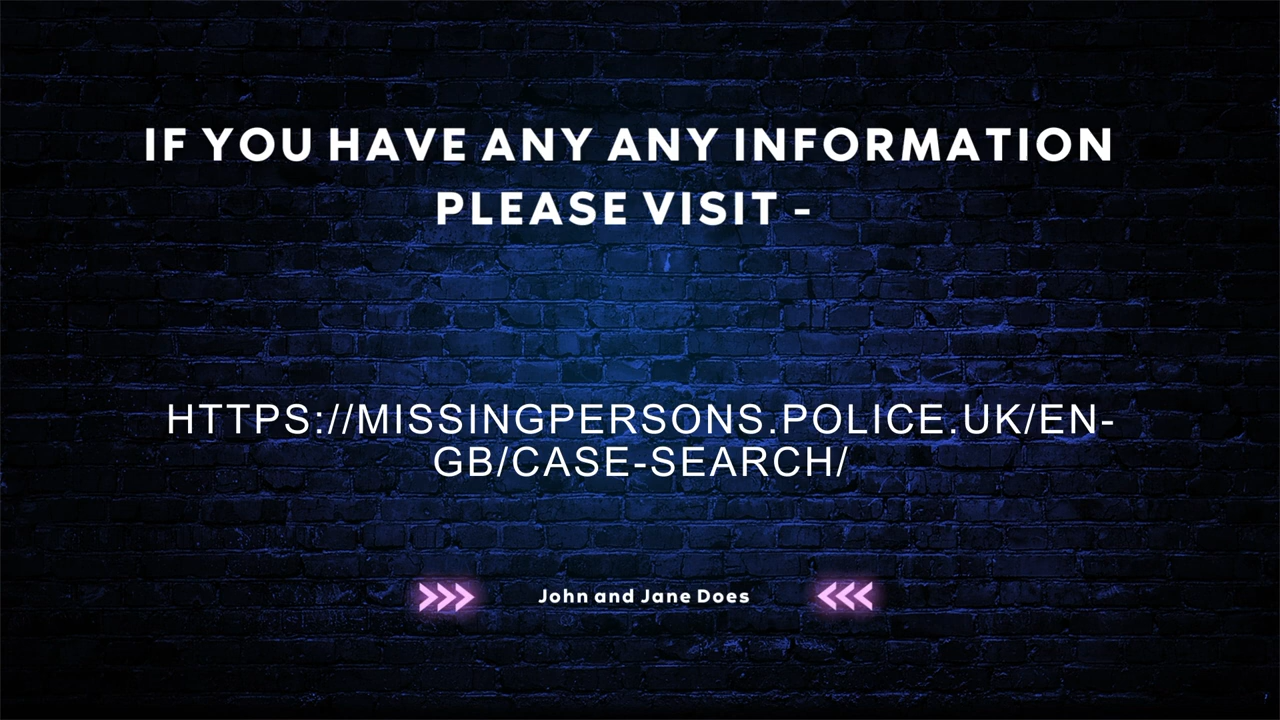 IF YOU HAVE ANY ANY INFORMATION
PLEASE VISIT -
HTTPS://MISSINGPERSONS.POLICE.UK/EN-
GB/CASE-SEARCH/
John and Jane Does